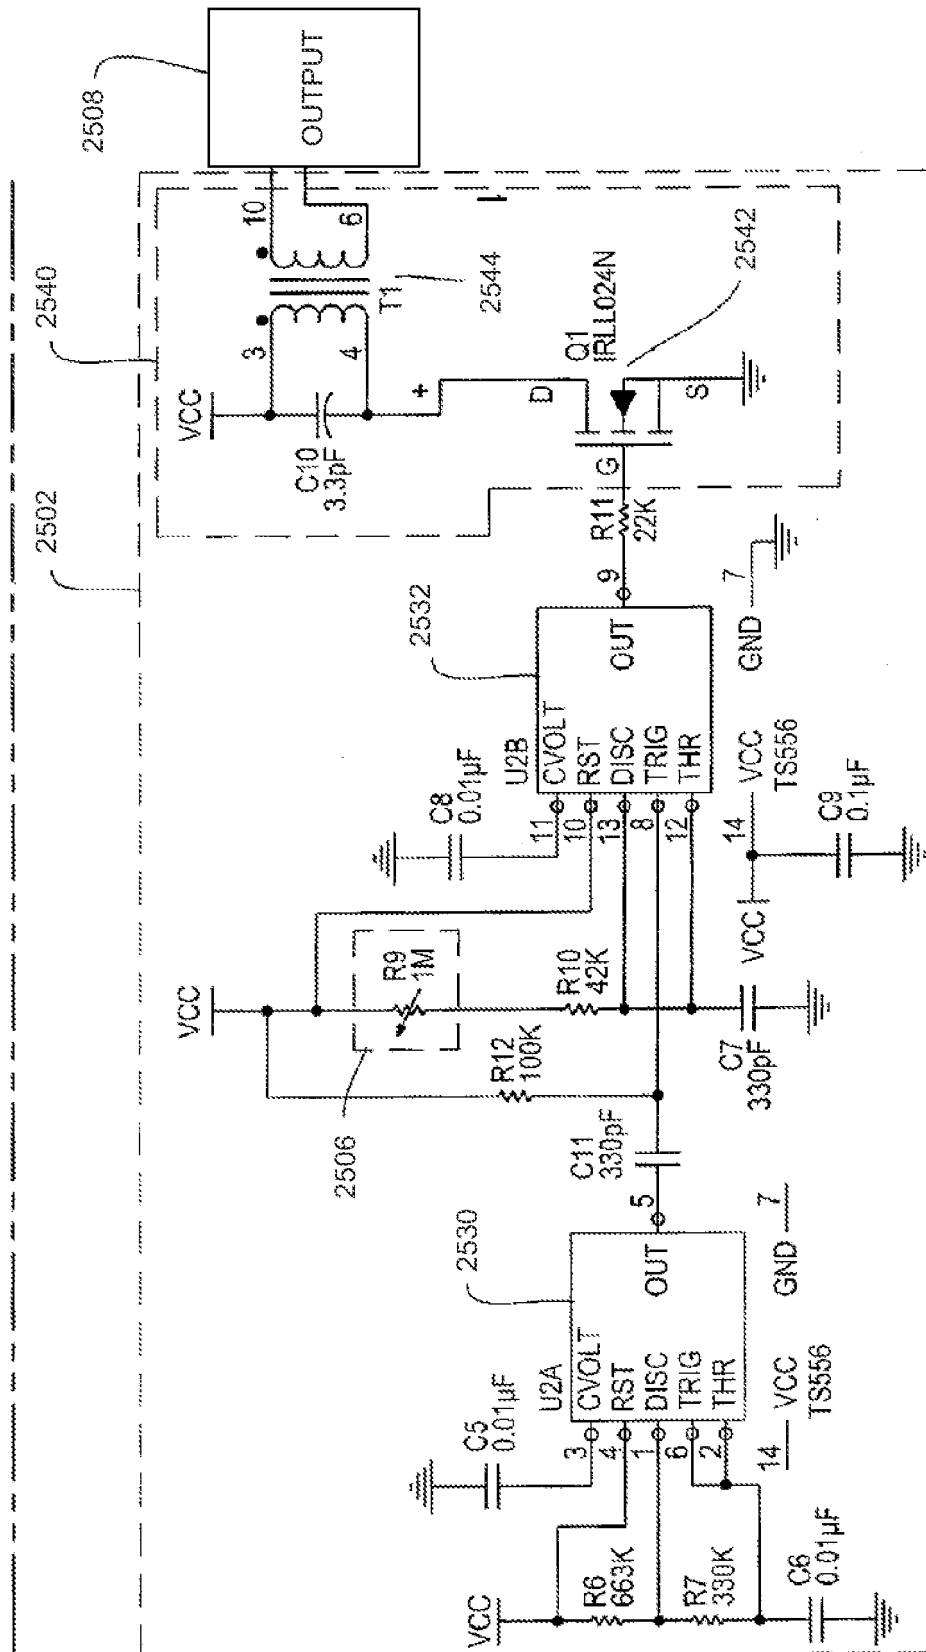 2502
2540
2508
OUTPUT
VCC
C10
3.3pF
3
4
10
6
T1
2544
+
D
Q1
IRLL024N
2542
G
S
R11
22K
9
2532
U2B
CVOLT
RST
DISC
TRIG
THR
OUT
11
10
13
8
12
C8
0.01µF
GND 7
14 VCC
TS556
VCC
C9
0.1µF
VCC
R9
1M
R10
42K
R12
100K
2506
C7
330pF
C11
330pF
5
2530
U2A
CVOLT
RST
DISC
TRIG
THR
OUT
3
4
1
6
2
C5
0.01µF
GND 7
14 VCC
TS556
VCC
R6
663K
R7
330K
C6
0.01µF